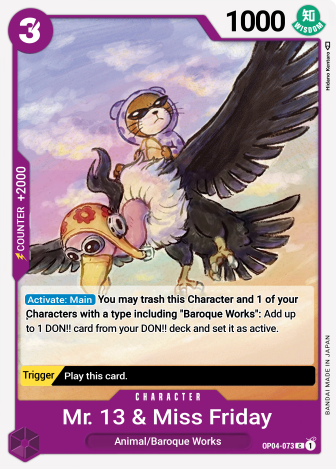 3
1000
知
WISDOM
Hidano Kentaro
COUNTER +2000
Activate: Main You may trash this Character and 1 of your
Characters with a type including "Baroque Works": Add up
to 1 DON!! card from your DON!! deck and set it as active.
Trigger Play this card.
BANDAI MADE IN JAPAN
CHARACTER
Mr. 13 & Miss Friday
Animal/Baroque Works
OP04-073 C 1